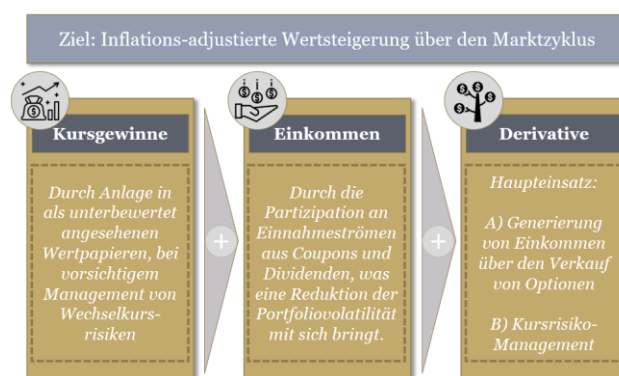 Ziel: Inflations-adjustierte Wertsteigerung über den Marktzyklus
Kursgewinne
Durch Anlage in
als unterbewertet
angesehenen
Wertpapieren, bei
vorsichtigem
Management von
Wechselkurs-
risiken
+
Einkommen
Durch die
Partizipation an
Einnahmeströmen
aus Coupons und
Dividenden, was
eine Reduktion der
Portfoliovolatilität
mit sich bringt.
+
Derivative
Haupteinsatz:
A) Generierung
von Einkommen
über den Verkauf
von Optionen
B) Kursrisiko-
Management